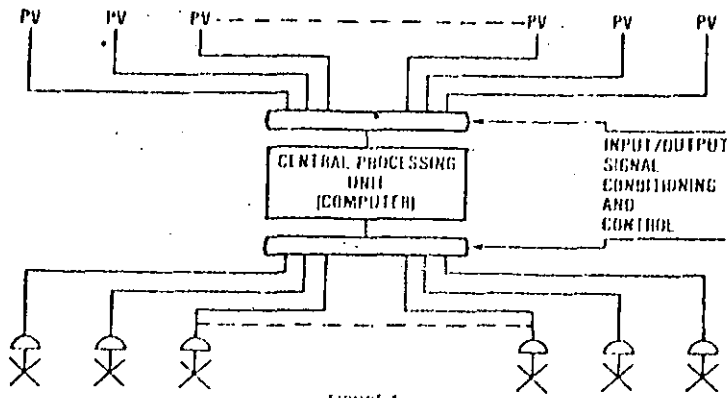 PV PV PV PV PV PV
CENTRAL PROCESSING
UNIT
(COMPUTER)
INPUT/OUTPUT
SIGNAL
CONDITIONING
AND
CONTROL